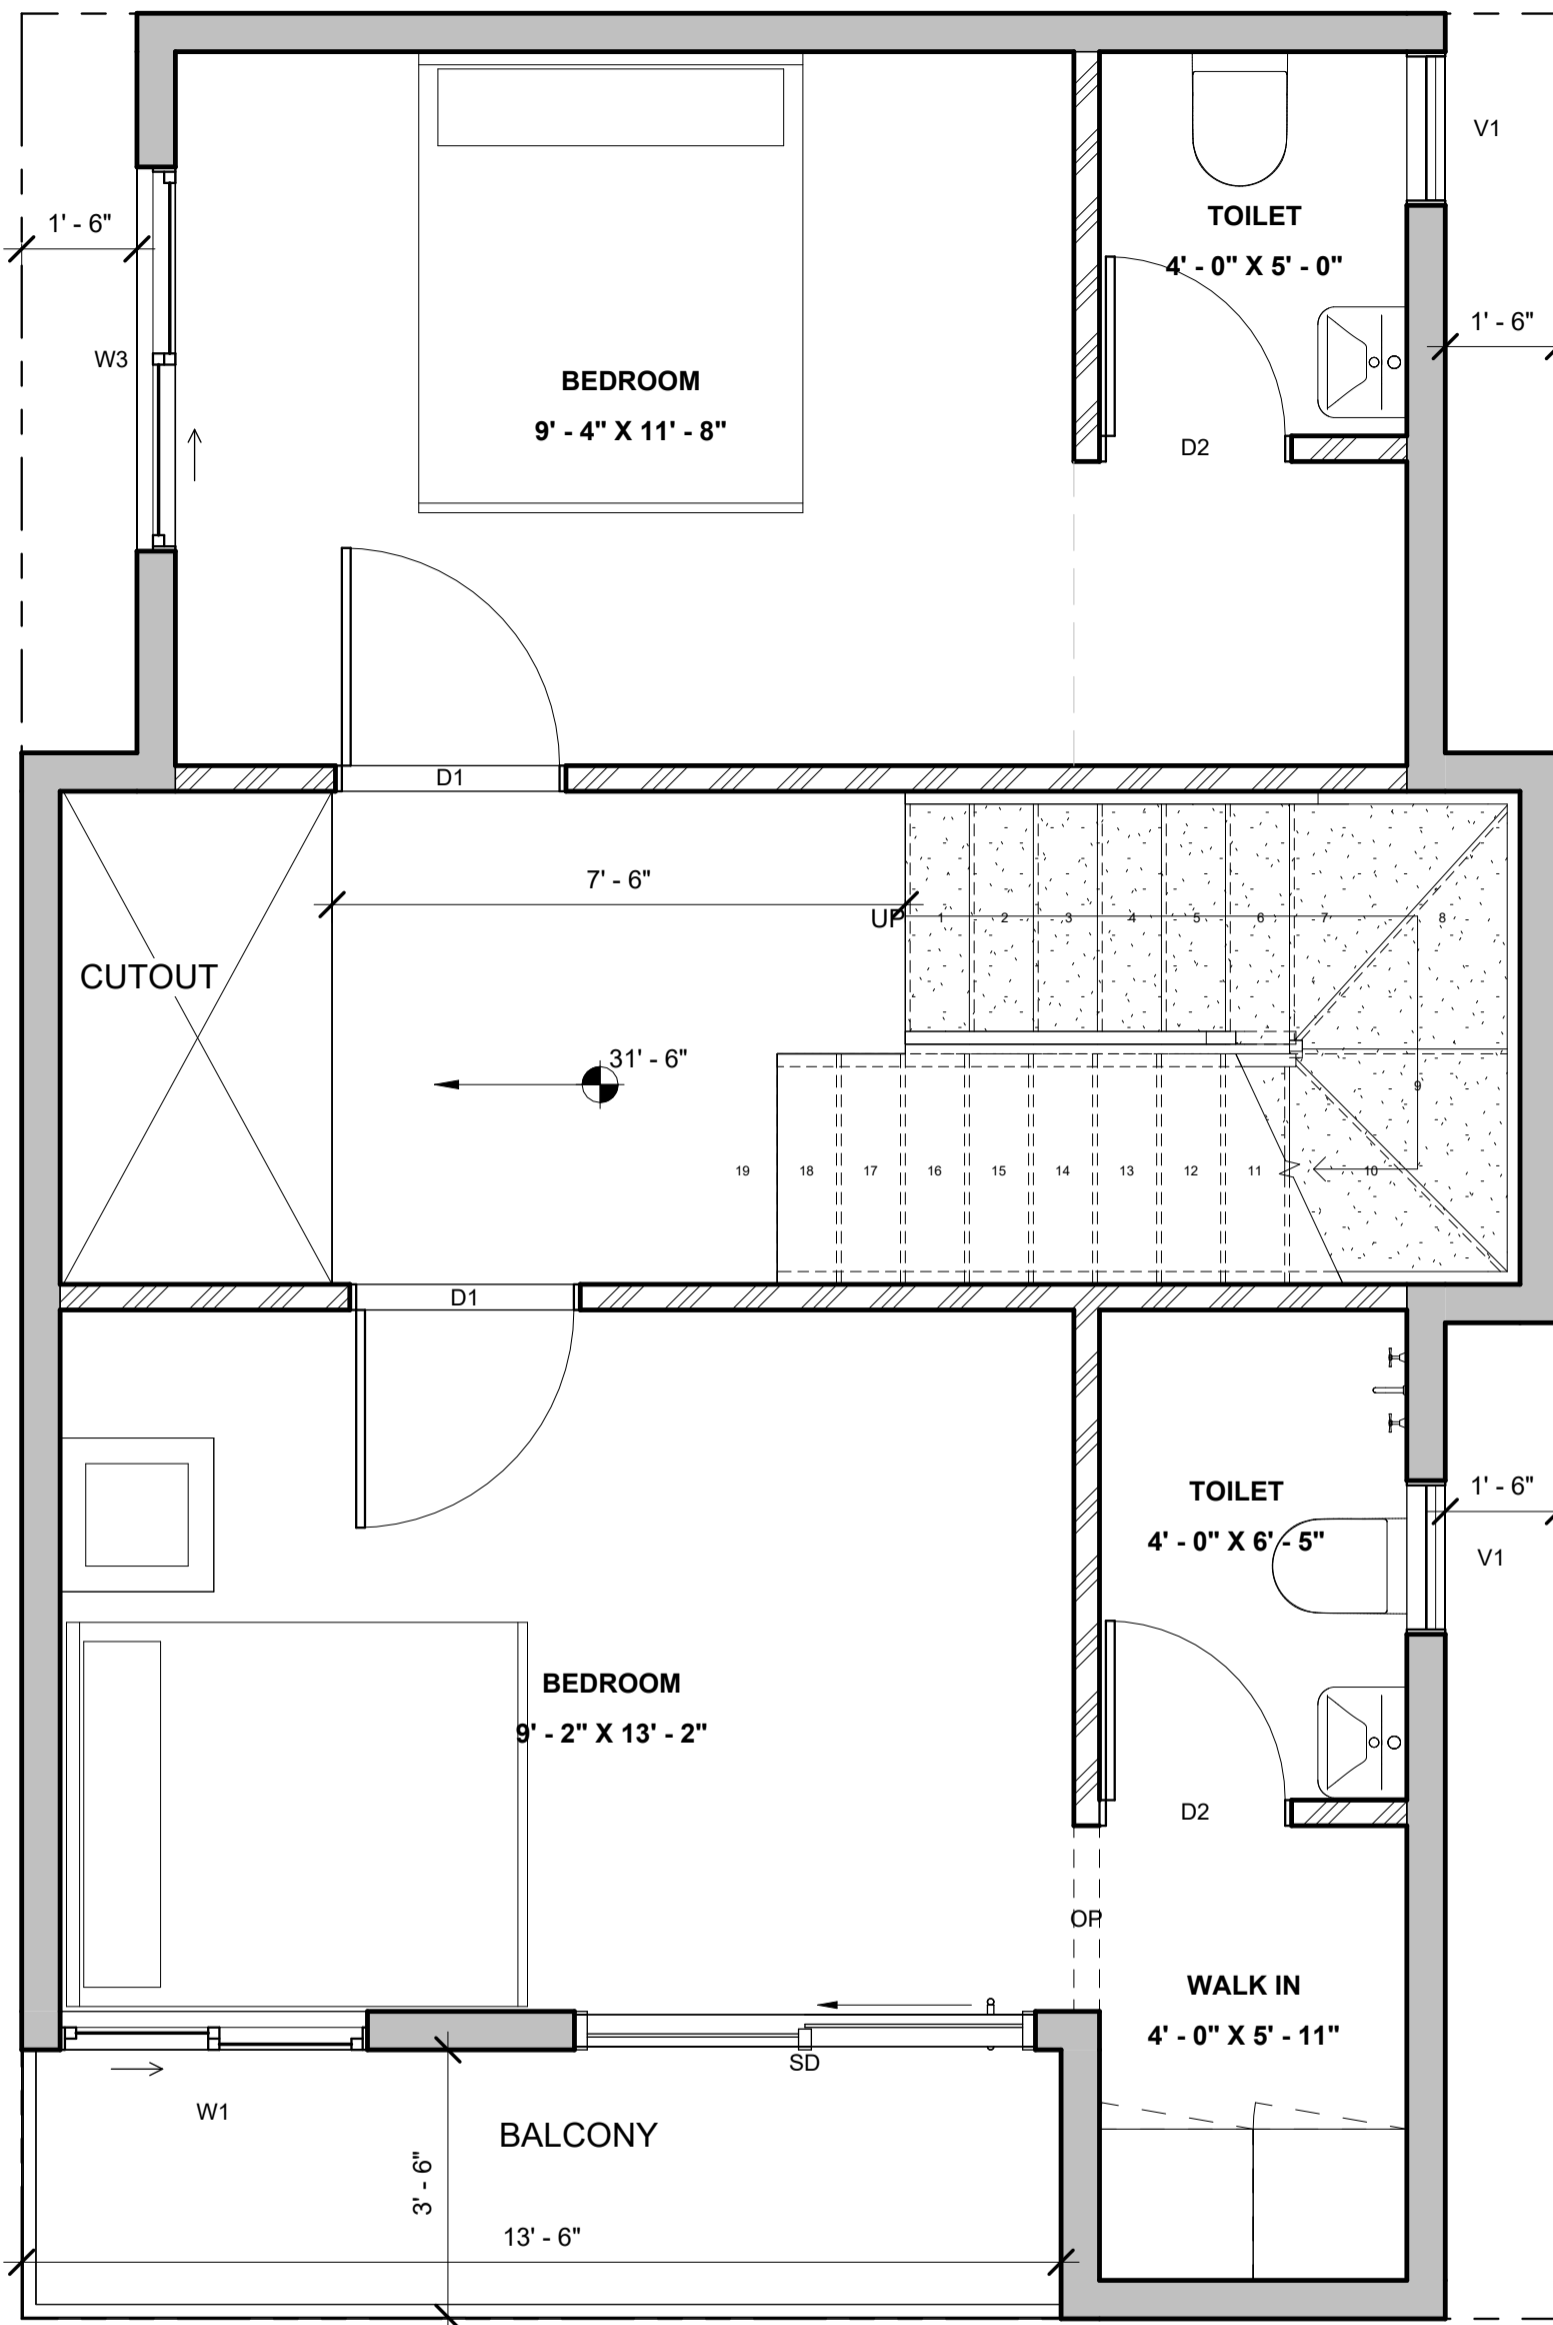 V1
1' - 6"
TOILET
4' - 0" X 5' - 0"
1' - 6"
W3
BEDROOM
9' - 4" X 11' - 8"
D2
D1
7' - 6"
UP
1 2 3 4 5 6 7 8
CUTOUT
31' - 6"
9
19 18 17 16 15 14 13 12 11 10
D1
TOILET
4' - 0" X 6' - 5"
1' - 6"
V1
BEDROOM
9' - 2" X 13' - 2"
D2
OP
WALK IN
4' - 0" X 5' - 11"
SD
W1
BALCONY
3' - 6"
13' - 6"